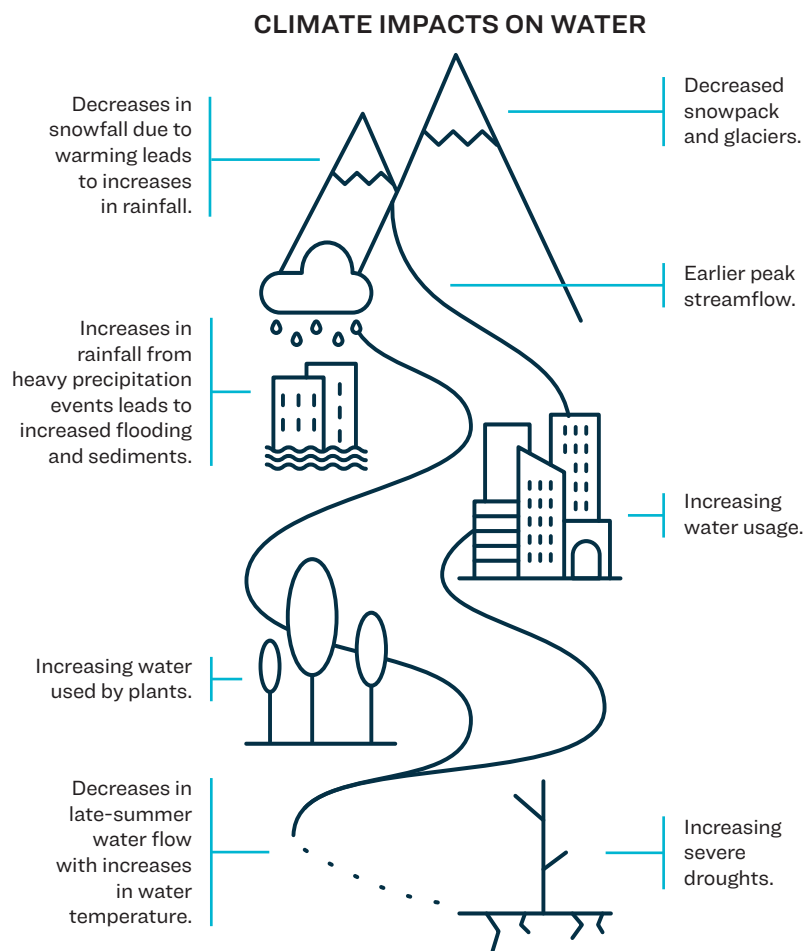 CLIMATE IMPACTS ON WATER
Decreases in
snowfall due to
warming leads
to increases
in rainfall.
Decreased
snowpack
and glaciers.
Earlier peak
streamflow.
Increases in
rainfall from
heavy precipitation
events leads to
increased flooding
and sediments.
Increasing
water usage.
Increasing water
used by plants.
Decreases in
late-summer
water flow
with increases
in water
temperature.
Increasing
severe
droughts.